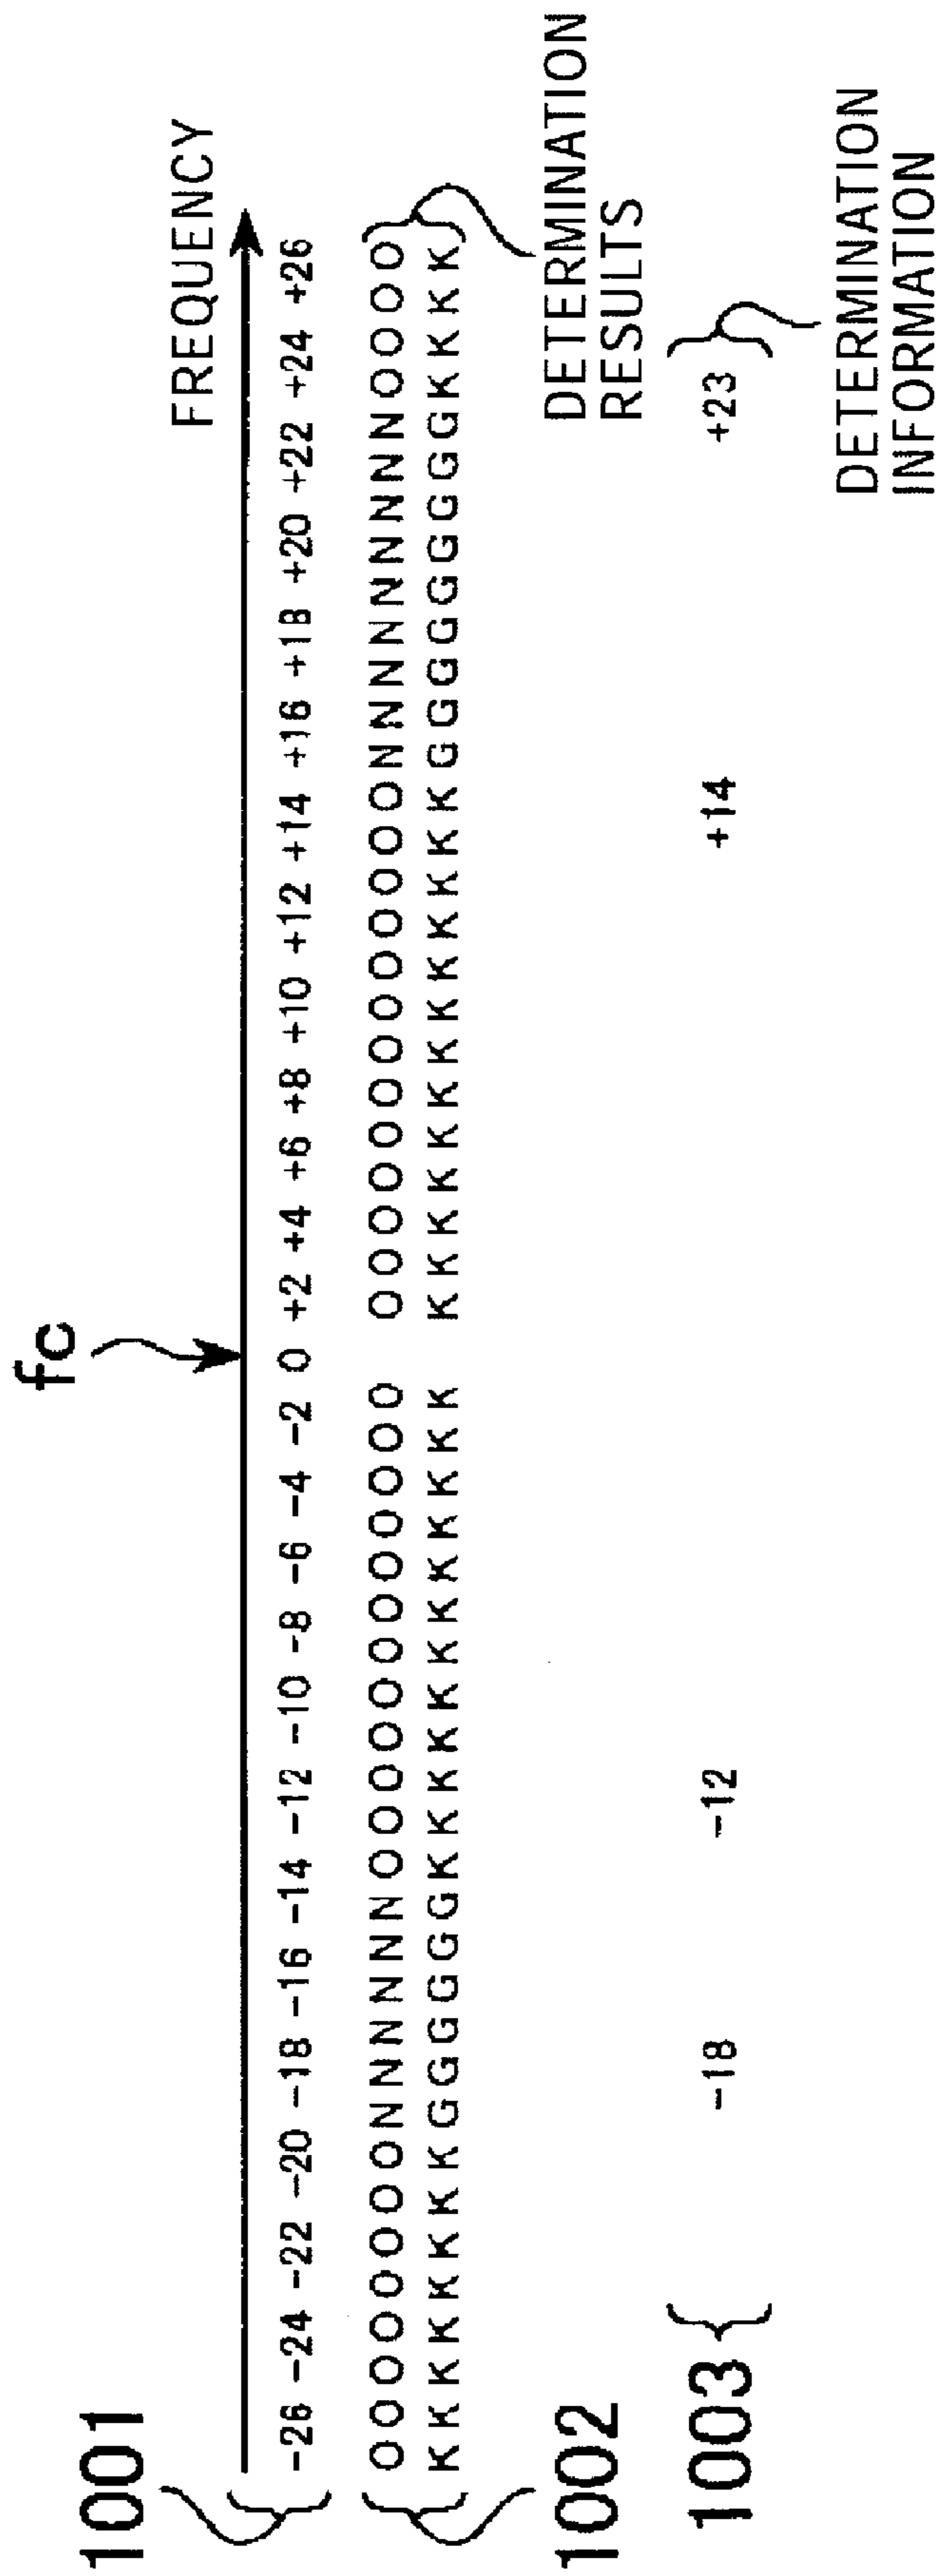 fc
FREQUENCY
1001
-26 -24 -22 -20 -18 -16 -14 -12 -10 -8 -6 -4 -2 0 +2 +4 +6 +8 +10 +12 +14 +16 +18 +20 +22 +24 +26
O O O O O O O O N N N N N N O O O O O O O O O O O O O O O O O O O O O O O O O N N N N N N N N N O O O O
K K K K K K K K G G G G G G K K K K K K K K K K K K K K K K K K K K K K K K K G G G G G G G G G K K K K
1002
DETERMINATION
RESULTS
1003
-18 -12 +14 +23
DETERMINATION
INFORMATION